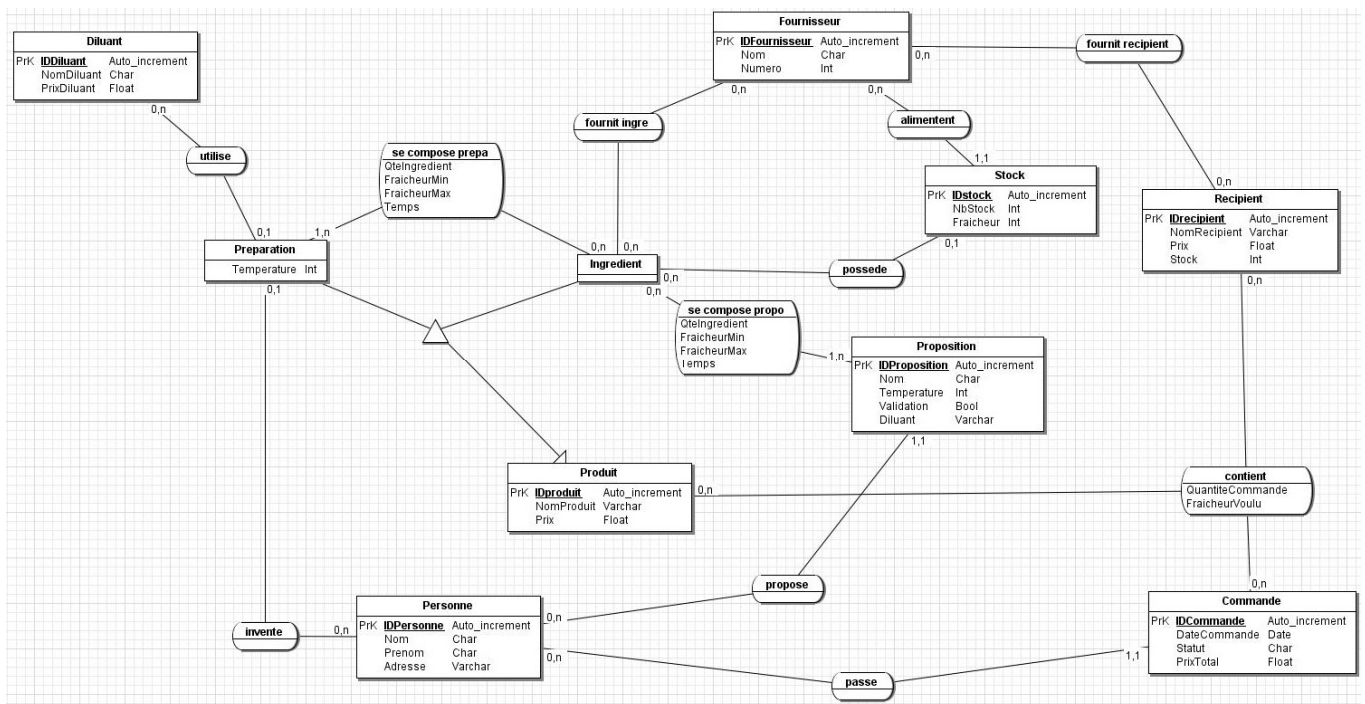 Diluant
PrK IDDiluant Auto_increment
NomDiluant Char
PrixDiluant Float
0,n
utilise
0,1
Fournisseur
PrK IDFournisseur Auto_increment
Nom Char
Numero Int
0,n
0,n
0,n
fournit recipient
0,n
fournit ingre
0,n
alimentent
1,1
se compose prepa
QteIngredient
FraicheurMin
FraicheurMax
Temps
1,n
0,n
Stock
PrK IDstock Auto_increment
NbStock Int
Fraicheur Int
0,1
Recipient
PrK IDrecipient Auto_increment
NomRecipient Varchar
Prix Float
Stock Int
0,n
Preparation
Temperature Int
0,1
Ingredient
0,n
0,n
possede
se compose propo
QteIngredient
FraicheurMin
FraicheurMax
Temps
1,n
Proposition
PrK IDProposition Auto_increment
Nom Char
Temperature Int
Validation Bool
Diluant Varchar
1,1
Produit
PrK IDproduit Auto_increment
NomProduit Varchar
Prix Float
0,n
contient
QuantiteCommande
FraicheurVoulu
0,n
propose
invente
0,n
Personne
PrK IDPersonne Auto_increment
Nom Char
Prenom Char
Adresse Varchar
0,n
0,n
passe
1,1
Commande
PrK IDCommande Auto_increment
DateCommande Date
Statut Char
PrixTotal Float